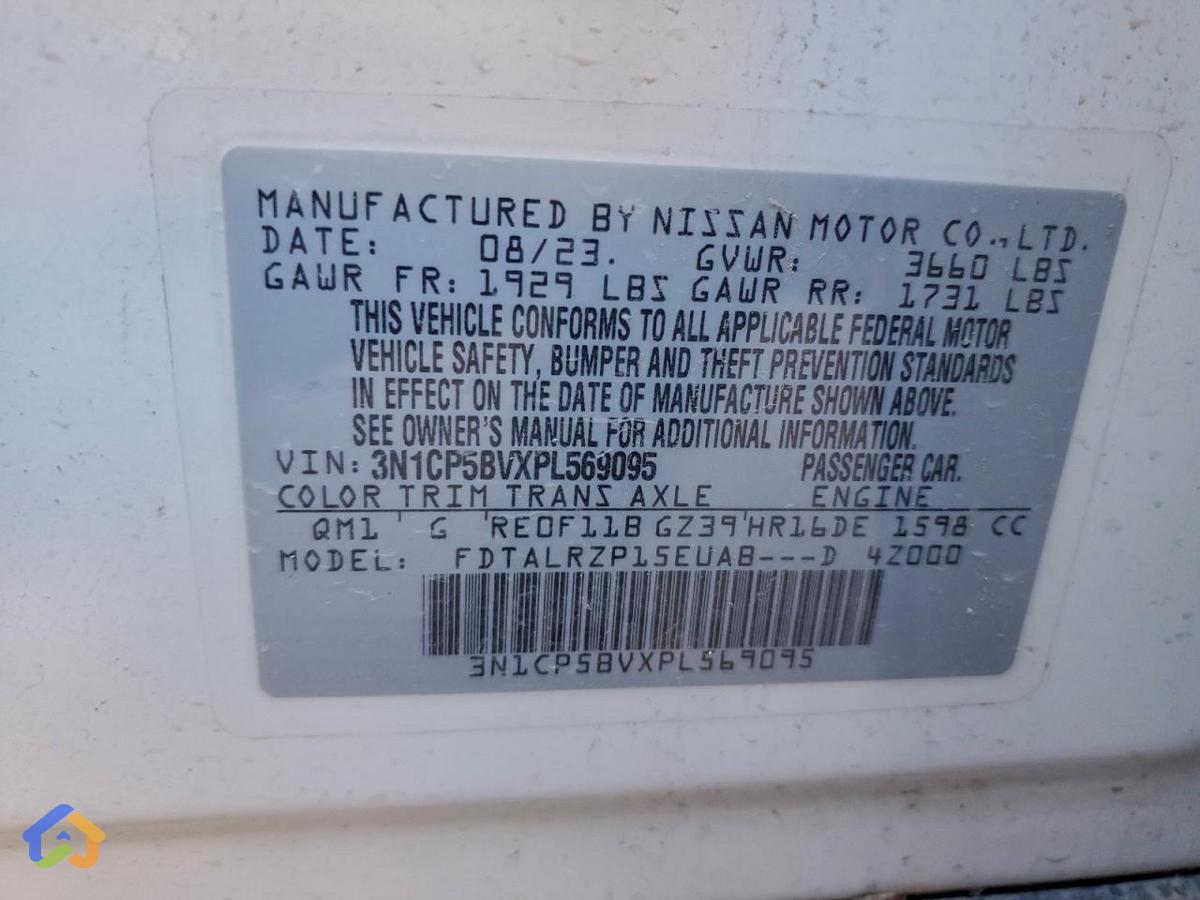 MANUFACTURED BY NISSAN MOTOR CO., LTD.
DATE: 08/23. GVWR: 3660 LBS
GAWR FR: 1929 LBS GAWR RR: 1731 LBS
THIS VEHICLE CONFORMS TO ALL APPLICABLE FEDERAL MOTOR
VEHICLE SAFETY, BUMPER AND THEFT PREVENTION STANDARDS
IN EFFECT ON THE DATE OF MANUFACTURE SHOWN ABOVE.
SEE OWNER'S MANUAL FOR ADDITIONAL INFORMATION.
VIN: 3N1CP5BVXPL569095 PASSENGER CAR.
COLOR TRIM TRANS AXLE ENGINE
QM1 ' G 'RE0F11B GZ39'HR16DE 1598 CC
MODEL: FDTALRZP15EUAB---D 4Z000
3N1CP5BVXPL569095